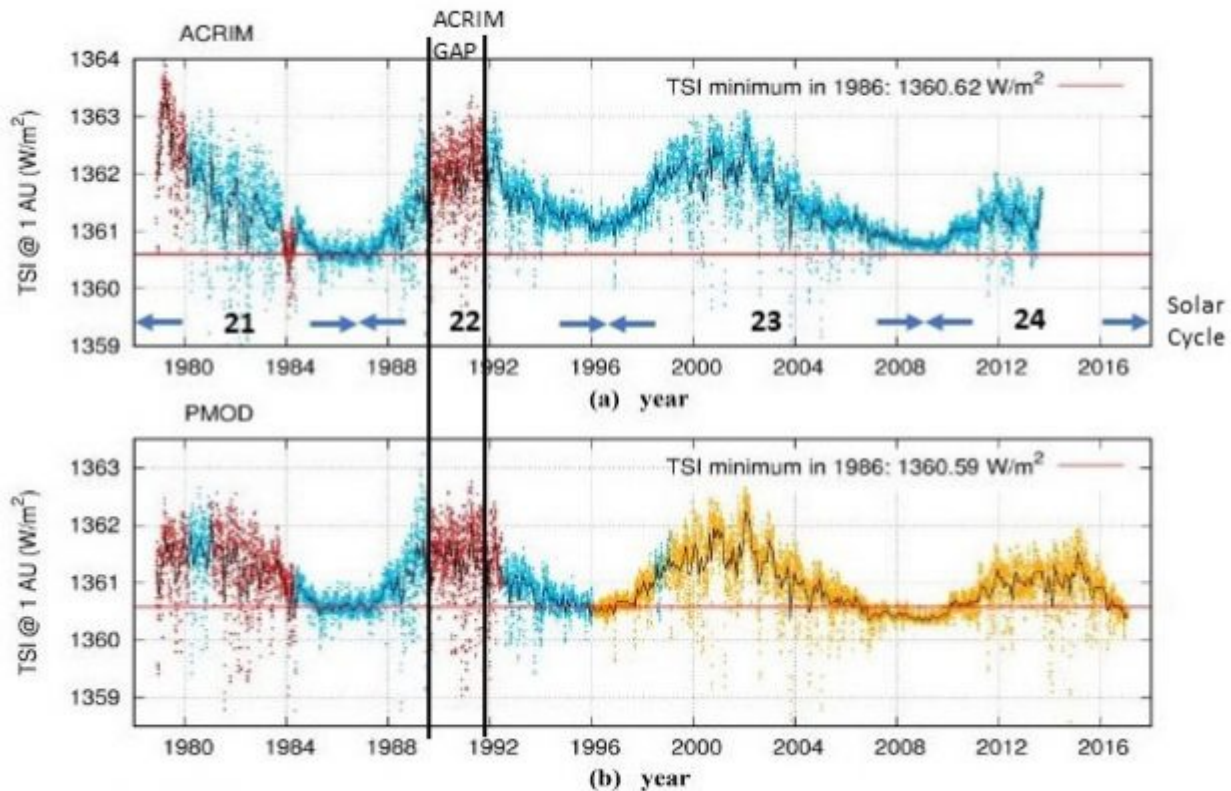 ACRIM
ACRIM
GAP
1364
1363
1362
1361
1360
1359
TSI @ 1 AU (W/m²)
TSI minimum in 1986: 1360.62 W/m²
21
22
23
24
Solar
Cycle
1980
1984
1988
1992
1996
2000
2004
2008
2012
2016
(a) year
PMOD
1363
1362
1361
1360
1359
TSI @ 1 AU (W/m²)
TSI minimum in 1986: 1360.59 W/m²
1980
1984
1988
1992
1996
2000
2004
2008
2012
2016
(b) year